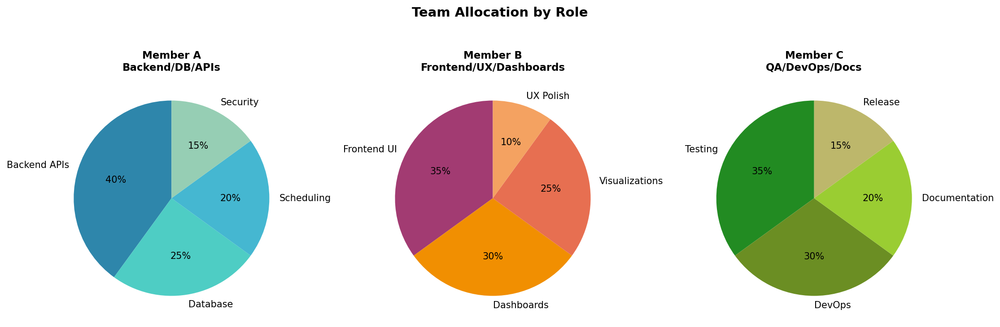 Team Allocation by Role
Member A
Backend/DB/APIs
Security
15%
Backend APIs
40%
20%
Scheduling
25%
Database
Member B
Frontend/UX/Dashboards
UX Polish
10%
Frontend UI
35%
Visualizations
25%
30%
Dashboards
Member C
QA/DevOps/Docs
Release
15%
Testing
35%
20%
Documentation
30%
DevOps